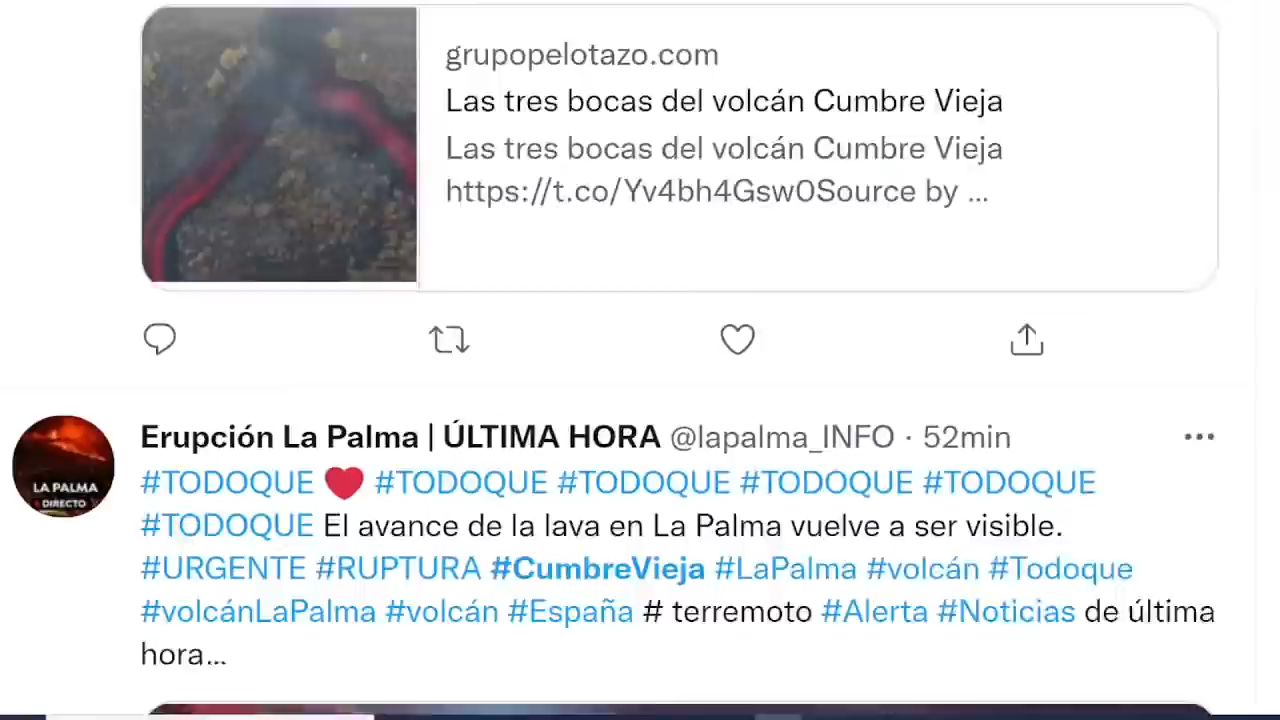 grupopelotazo.com
Las tres bocas del volcán Cumbre Vieja
Las tres bocas del volcán Cumbre Vieja
https://t.co/Yv4bh4Gsw0Source by ...
Erupción La Palma | ÚLTIMA HORA @lapalma_INFO · 52min
#TODOQUE ❤️ #TODOQUE #TODOQUE #TODOQUE #TODOQUE
#TODOQUE El avance de la lava en La Palma vuelve a ser visible.
#URGENTE #RUPTURA #CumbreVieja #LaPalma #volcán #Todoque
#volcánLaPalma #volcán #España # terremoto #Alerta #Noticias de última
hora...
LA PALMA
DIRECTO